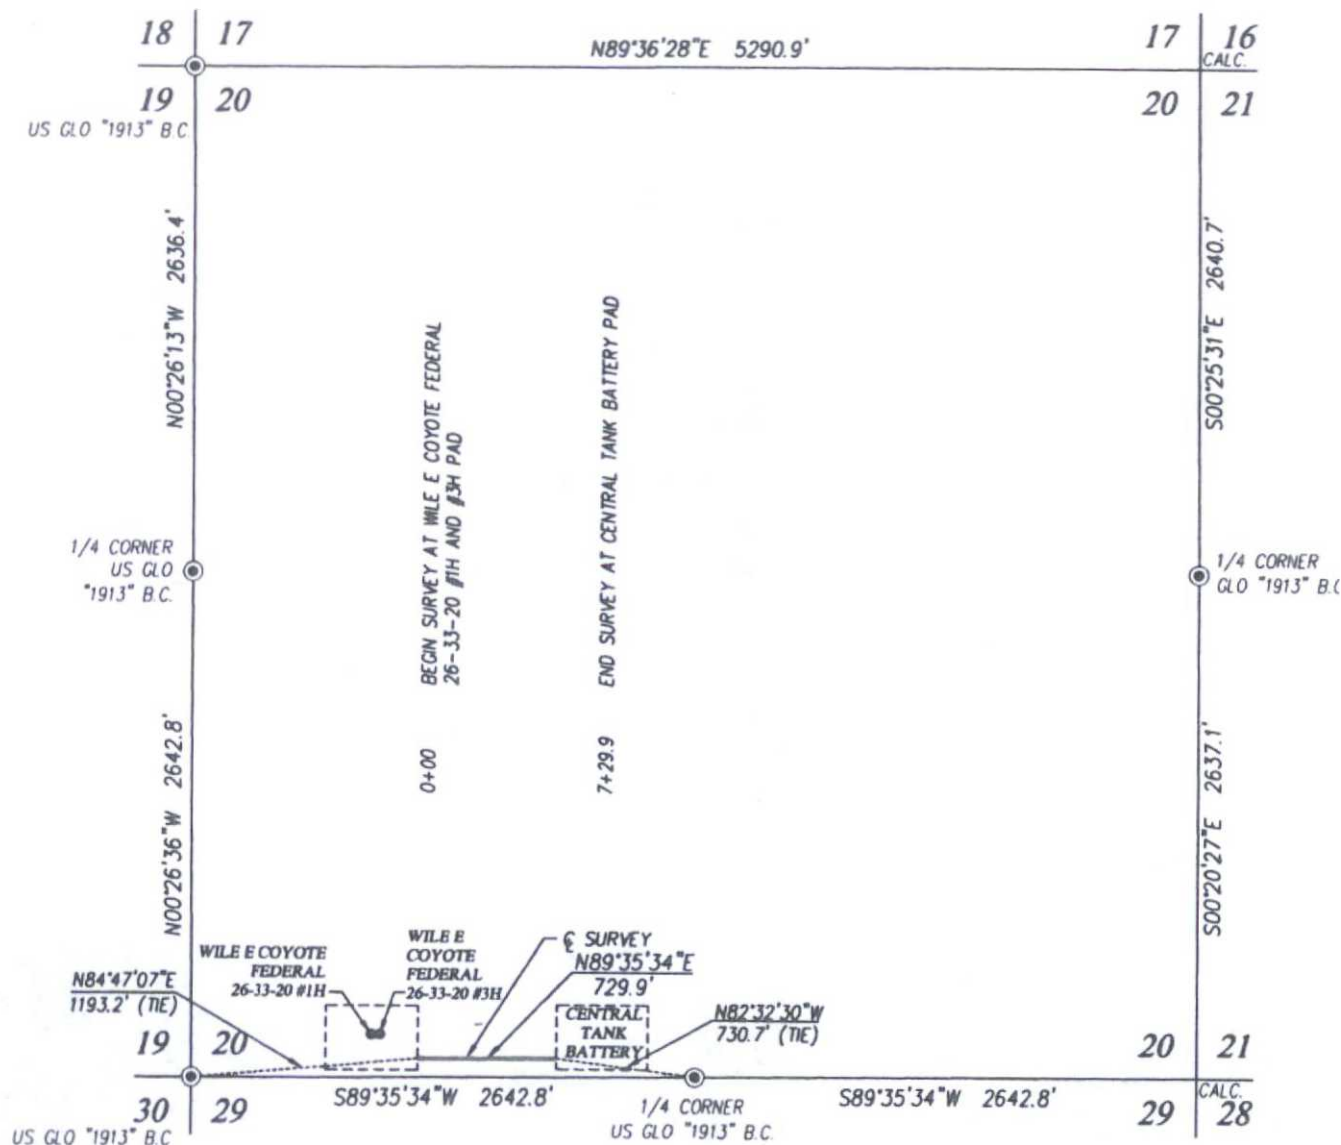 18 17
N89°36'28"E 5290.9'
17 16
CALC.
19 20
20 21
US GLO "1913" B.C.
N00°26'13"W 2636.4'
S00°25'31"E 2640.7'
0+00 BEGIN SURVEY AT WILE E COYOTE FEDERAL
26-33-20 #1H AND #3H PAD
7+29.9 END SURVEY AT CENTRAL TANK BATTERY PAD
1/4 CORNER
US GLO
"1913" B.C.
1/4 CORNER
GLO "1913" B.C
N00°26'36"W 2642.8'
S00°20'27"E 2637.1'
WILE E COYOTE
FEDERAL
26-33-20 #1H
WILE E
COYOTE
FEDERAL
26-33-20 #3H
℄ SURVEY
N89°35'34"E
729.9'
N84°47'07"E
1193.2' (TIE)
CENTRAL
TANK
BATTERY
N82°32'30"W
730.7' (TIE)
19 20
20 21
S89°35'34"W 2642.8'
S89°35'34"W 2642.8'
CALC.
30 29
29 28
US GLO "1913" B.C
1/4 CORNER
US GLO "1913" B.C.